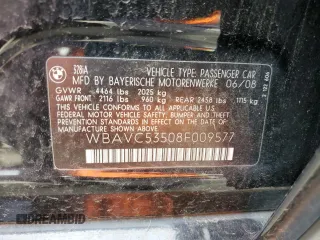 328iA
VEHICLE TYPE: PASSENGER CAR
MFD BY BAYERISCHE MOTORENWERKE 06/08
GVWR 4464 lbs 2025 kg
GAWR FRONT 2116 lbs 960 kg REAR 2458 lbs 1115 kg
THIS VEHICLE CONFORMS TO ALL APPLICABLE U.S.
FEDERAL MOTOR VEHICLE SAFETY, BUMPER, AND THEFT
PREVENTION STANDARDS IN EFFECT ON THE DATE OF
MANUFACTURE SHOWN ABOVE.
WBAVC53508F009577
DREAMBID